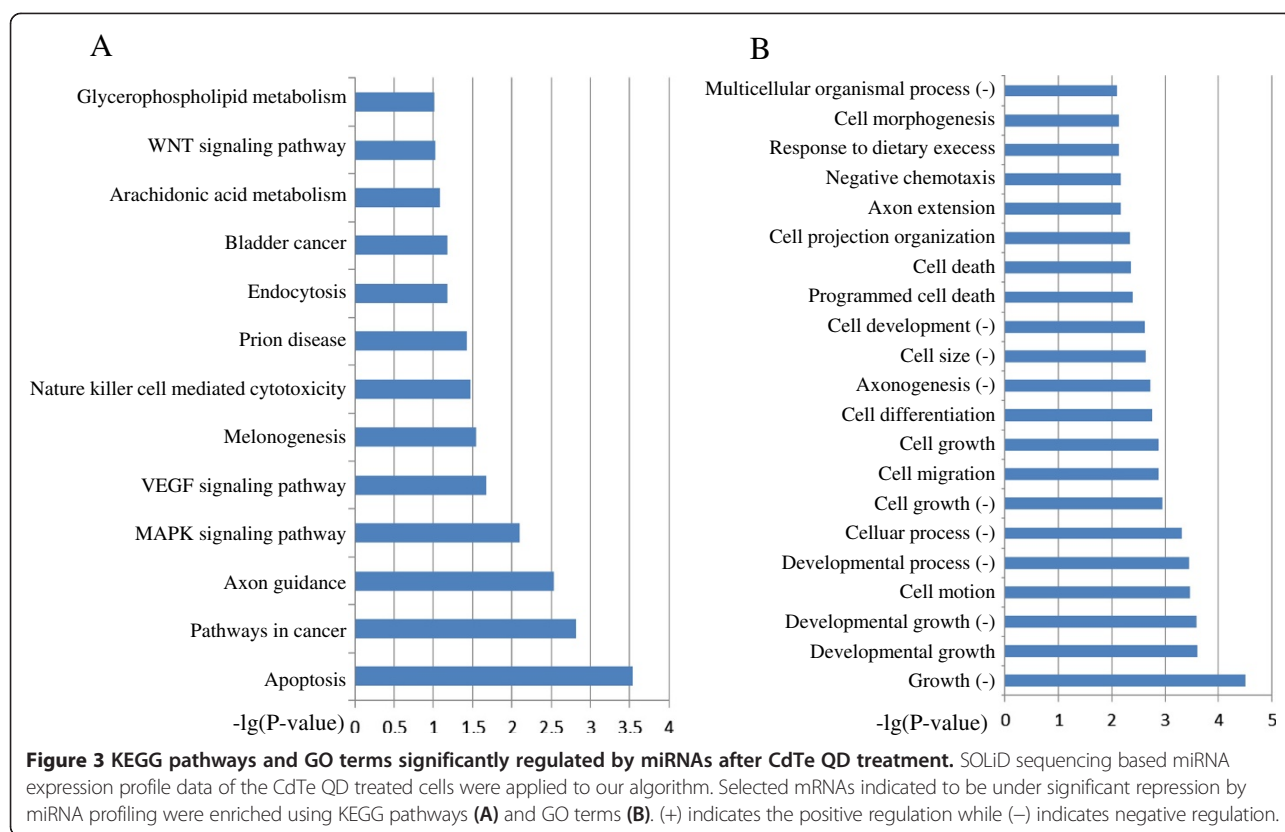 A
Glycerophospholipid metabolism
WNT signaling pathway
Arachidonic acid metabolism
Bladder cancer
Endocytosis
Prion disease
Nature killer cell mediated cytotoxicity
Melonogenesis
VEGF signaling pathway
MAPK signaling pathway
Axon guidance
Pathways in cancer
Apoptosis
-lg(P-value) 0 0.5 1 1.5 2 2.5 3 3.5 4
B
Multicellular organismal process (-)
Cell morphogenesis
Response to dietary execess
Negative chemotaxis
Axon extension
Cell projection organization
Cell death
Programmed cell death
Cell development (-)
Cell size (-)
Axonogenesis (-)
Cell differentiation
Cell growth
Cell migration
Cell growth (-)
Celluar process (-)
Developmental process (-)
Cell motion
Developmental growth (-)
Developmental growth
Growth (-)
-lg(P-value) 0 1 2 3 4 5
Figure 3 KEGG pathways and GO terms significantly regulated by miRNAs after CdTe QD treatment. SOLiD sequencing based miRNA
expression profile data of the CdTe QD treated cells were applied to our algorithm. Selected mRNAs indicated to be under significant repression by
miRNA profiling were enriched using KEGG pathways (A) and GO terms (B). (+) indicates the positive regulation while (−) indicates negative regulation.